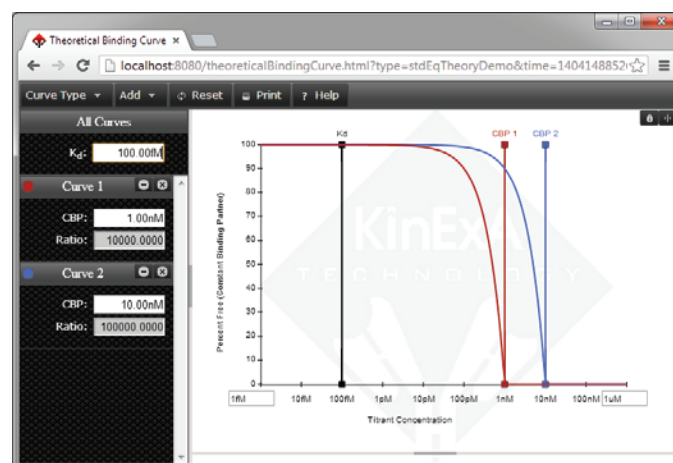 Theoretical Binding Curve
localhost:8080/theoreticalBindingCurve.html?type=stdEqTheoryDemo&time=1404148852
Curve Type Add Reset Print ? Help
All Curves
Kd: 100.00fM
Curve 1
CBP: 1.00nM
Ratio: 10000.0000
Curve 2
CBP: 10.00nM
Ratio: 100000.0000
Kd CBP 1 CBP 2
Percent Free (Constant Binding Partner)
100
90
80
70
60
50
40
30
20
10
0
KinExA
TECHNOLOGY
1fM 10fM 100fM 1pM 10pM 100pM 1nM 10nM 100nM 1uM
Titrant Concentration